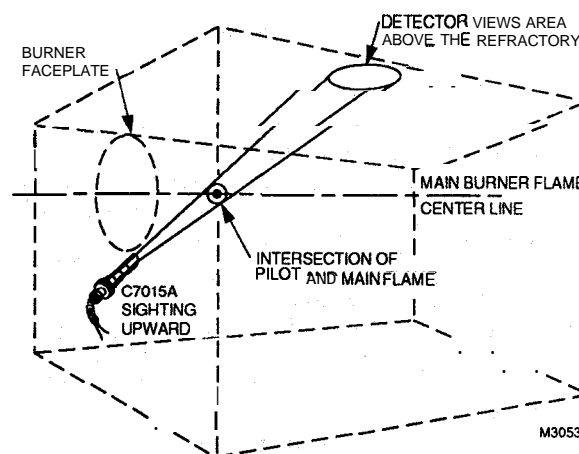 DETECTOR VIEWS AREA
ABOVE THE REFRACTORY
BURNER
FACEPLATE
MAIN BURNER FLAME
CENTER LINE
INTERSECTION OF
PILOT AND MAIN FLAME
C7015A
SIGHTING
UPWARD
M3053